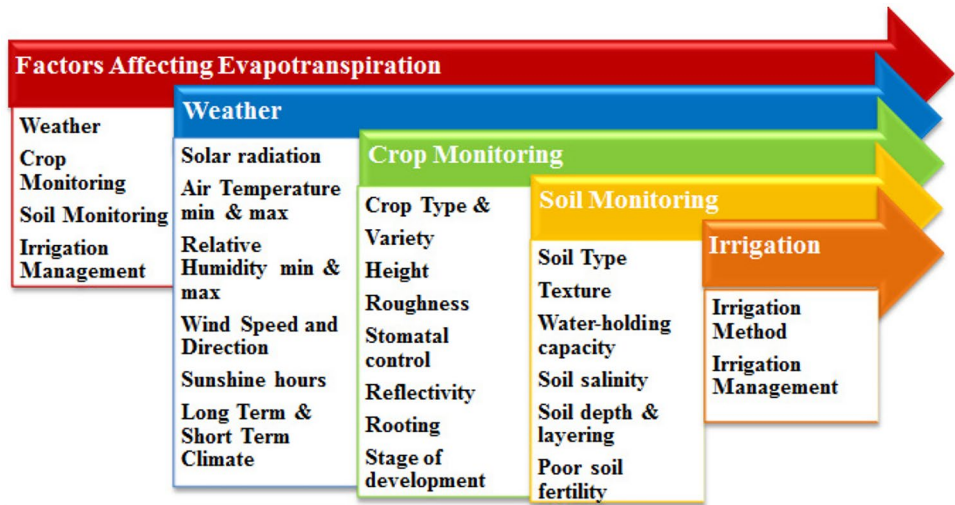 Factors Affecting Evapotranspiration
Weather
Crop
Monitoring
Soil Monitoring
Irrigation
Management
Weather
Solar radiation
Air Temperature
min & max
Relative
Humidity min &
max
Wind Speed and
Direction
Sunshine hours
Long Term &
Short Term
Climate
Crop Monitoring
Crop Type &
Variety
Height
Roughness
Stomatal
control
Reflectivity
Rooting
Stage of
development
Soil Monitoring
Soil Type
Texture
Water-holding
capacity
Soil salinity
Soil depth &
layering
Poor soil
fertility
Irrigation
Irrigation
Method
Irrigation
Management